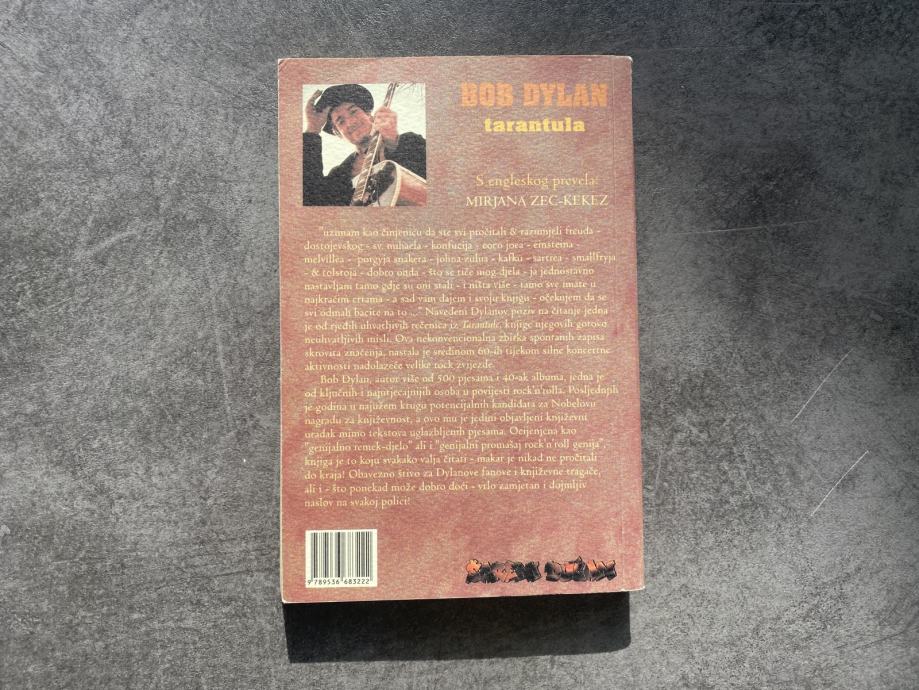 BOB DYLAN
tarantula
S engleskog prevela:
MIRJANA ZEC-KEKEZ
"uzimam kao činjenicu da ste svi pročitali & razumjeli freuda -
dostojevskog - sv. mihaela - konfucija - coco joea - einsteina -
melvillea - porgyja snakera - johna zulua - kafku - sartrea - smallfryja
- & tolstoja - dobro onda - što se tiče mog djela - ja jednostavno
nastavljam tamo gdje su oni stali - i ništa više - tamo sve imate u
najkraćim crtama - a sad vam dajem i svoju knjigu - očekujem da se
svi odmah bacite na to ..." Navedeni Dylanov poziv na čitanje jedna
je od rjeđih uhvatljivih rečenica iz Tarantule, knjige njegovih gotovo
neuhvatljivih misli. Ova nekonvencionalna zbirka spontanih zapisa
skrovita značenja, nastala je sredinom 60-ih tijekom silne koncertne
aktivnosti nadolazeće velike rock zvijezde.
Bob Dylan, autor više od 500 pjesama i 40-ak albuma, jedna je
od ključnih i najutjecajnijih osoba u povijesti rock'n'rolla. Posljednjih
je godina u najužem krugu potencijalnih kandidata za Nobelovu
nagradu za književnost, a ovo mu je jedini objavljeni književni
uradak mimo tekstova uglazbljenih pjesama. Ocijenjena kao
"genijalno remek-djelo" ali i "genijalni promašaj rock'n'roll genija",
knjiga je to koju svakako valja čitati - makar je nikad ne pročitali
do kraja! Obavezno štivo za Dylanove fanove i književne tragače,
ali i - što ponekad može dobro doći - vrlo zamjetan i dojmljiv
naslov na svakoj polici!
9 789536 683222